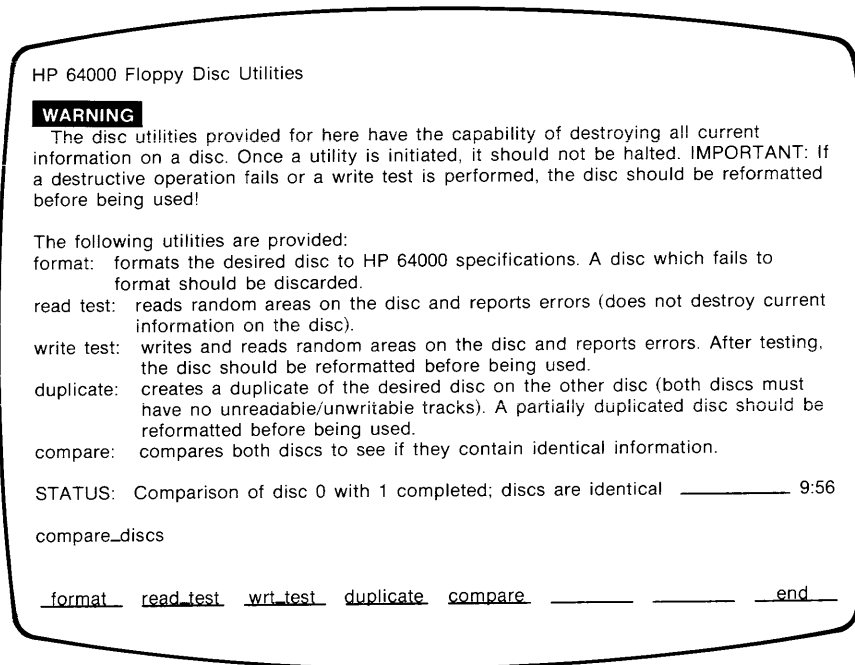 HP 64000 Floppy Disc Utilities
WARNING
The disc utilities provided for here have the capability of destroying all current
information on a disc. Once a utility is initiated, it should not be halted. IMPORTANT: If
a destructive operation fails or a write test is performed, the disc should be reformatted
before being used!
The following utilities are provided:
format: formats the desired disc to HP 64000 specifications. A disc which fails to
format should be discarded.
read test: reads random areas on the disc and reports errors (does not destroy current
information on the disc).
write test: writes and reads random areas on the disc and reports errors. After testing,
the disc should be reformatted before being used.
duplicate: creates a duplicate of the desired disc on the other disc (both discs must
have no unreadable/unwritable tracks). A partially duplicated disc should be
reformatted before being used.
compare: compares both discs to see if they contain identical information.
STATUS: Comparison of disc 0 with 1 completed; discs are identical __________ 9:56
compare_discs
format read_test wrt_test duplicate compare ______ ______ end